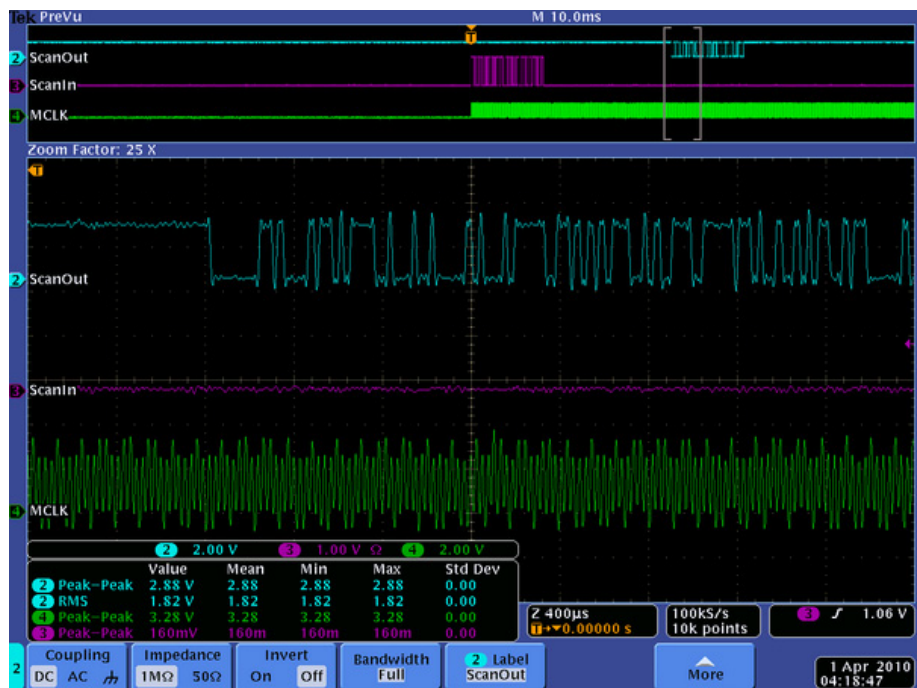 Tek PreVu M 10.0ms
T
2 ScanOut
3 ScanIn
4 MCLK
Zoom Factor: 25 X
T
2 ScanOut
3 ScanIn
4 MCLK
2 2.00 V 3 1.00 V Ω 4 2.00 V
Value Mean Min Max Std Dev
2 Peak-Peak 2.88 V 2.88 2.88 2.88 0.00
2 RMS 1.82 V 1.82 1.82 1.82 0.00
4 Peak-Peak 3.28 V 3.28 3.28 3.28 0.00
3 Peak-Peak 160mV 160m 160m 160m 0.00
Z 400µs
T→▼0.00000 s
100kS/s
10k points
3 ʃ 1.06 V
2
Coupling
DC AC
Impedance
1MΩ 50Ω
Invert
On Off
Bandwidth
Full
2 Label
ScanOut
More
1 Apr 2010
04:18:47